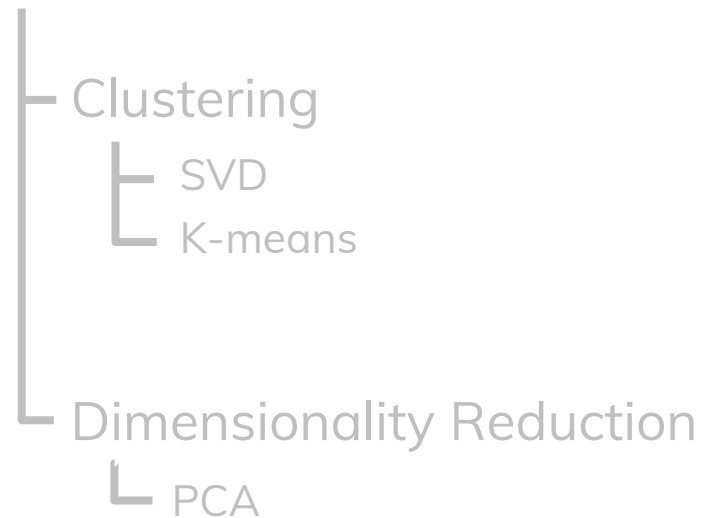 Clustering
SVD
K-means
Dimensionality Reduction
PCA